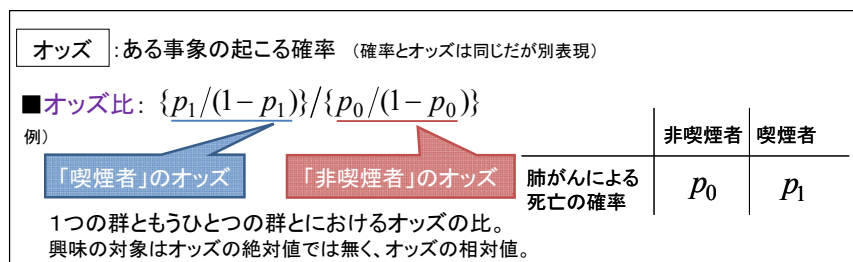 オッズ :ある事象の起こる確率 (確率とオッズは同じだが別表現)
■オッズ比: {p₁/(1−p₁)}/{p₀/(1−p₀)}
例)
「喫煙者」のオッズ
「非喫煙者」のオッズ
非喫煙者 喫煙者
肺がんによる
死亡の確率
p₀ p₁
1つの群ともうひとつの群とにおけるオッズの比。
興味の対象はオッズの絶対値では無く、オッズの相対値。